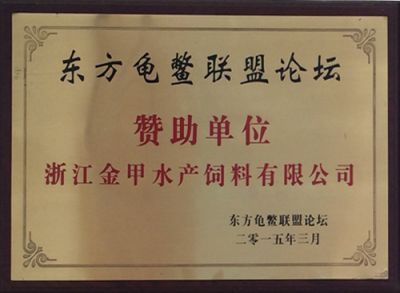 东方龟鳖联盟论坛
赞助单位
浙江金甲水产饲料有限公司
东方龟鳖联盟论坛
二零一五年三月